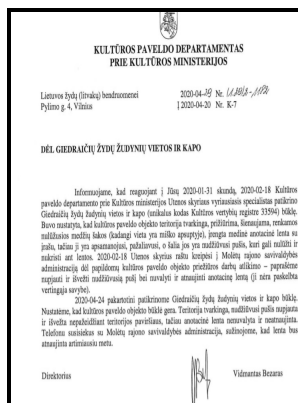 KULTŪROS PAVELDO DEPARTAMENTAS
PRIE KULTŪROS MINISTERIJOS
Lietuvos žydų (litvakų) bendruomenei
Pylimo g. 4, Vilnius
2020-04-29 Nr.
Į 2020-04-20 Nr. K-7
DĖL GIEDRAIČIŲ ŽYDŲ ŽUDYNIŲ VIETOS IR KAPO
Informuojame, kad reaguojant į Jūsų 2020-01-31 skundą, 2020-02-18 Kultūros
paveldo departamento prie Kultūros ministerijos Utenos skyriaus vyriausiasis specialistas patikrino
Giedraičių žydų žudynių vietos ir kapo (unikalus kodas Kultūros vertybių registre 33594) būklę.
Buvo nustatyta, kad kultūros paveldo objekto teritorija tvarkinga, prižiūrima, šienaujama, renkamos
nulūžusios medžių šakos (kadangi vieta yra miško apsuptyje), įrengta medinė anotacinė lenta su
įrašu, tačiau ji yra apsamanojusi, pažaliavusi, o šalia jos yra nudžiūvusi pušis, kuri gali nulūžti ir
nukristi ant lentos. 2020-02-18 Utenos skyrius raštu kreipėsi į Molėtų rajono savivaldybės
administraciją dėl papildomų kultūros paveldo objekto priežiūros darbų atlikimo – paprašėme
nupjauti ir išvežti nudžiūvusią pušį bei nuvalyti ir atnaujinti anotacinę lentą (ji nėra paskelbta
vertingąja savybe).
2020-04-24 pakartotinai patikrinome Giedraičių žydų žudynių vietos ir kapo būklę.
Nustatėme, kad kultūros paveldo objekto būklė gera. Teritorija tvarkinga, nudžiūvusi pušis nupjauta
ir išvežta nepažeidžiant teritorijos paviršiaus, tačiau anotacinė lenta nenuvalyta ir neatnaujinta.
Telefonu susisiekus su Molėtų rajono savivaldybės administracija, sužinojome, kad lenta bus
atnaujinta artimiausiu metu.
Direktorius Vidmantas Bezaras